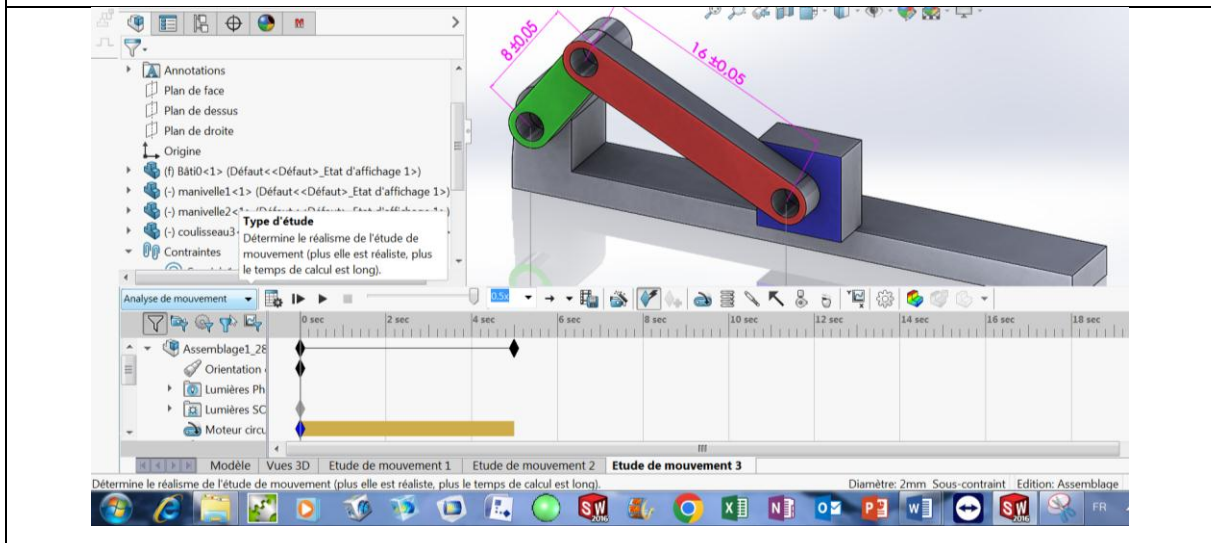 8 ±0,05
16 ±0,05
Annotations
Plan de face
Plan de dessus
Plan de droite
Origine
(f) Bâti0<1> (Défaut<<Défaut>_Etat d'affichage 1>)
(-) manivelle1<1> (Défaut<<Défaut>_Etat d'affichage 1>)
(-) manivelle2<
(-) coulisseau3
Contraintes
Type d'étude
Détermine le réalisme de l'étude de
mouvement (plus elle est réaliste, plus
le temps de calcul est long).
Analyse de mouvement
0.5x
0 sec 2 sec 4 sec 6 sec 8 sec 10 sec 12 sec 14 sec 16 sec 18 sec
Assemblage1_28
Orientation
Lumières Ph
Lumières SC
Moteur circu
Modèle Vues 3D Etude de mouvement 1 Etude de mouvement 2 Etude de mouvement 3
Détermine le réalisme de l'étude de mouvement (plus elle est réaliste, plus le temps de calcul est long). Diamètre: 2mm Sous-contraint Edition: Assemblage
SW 2016 SW 2016 FR